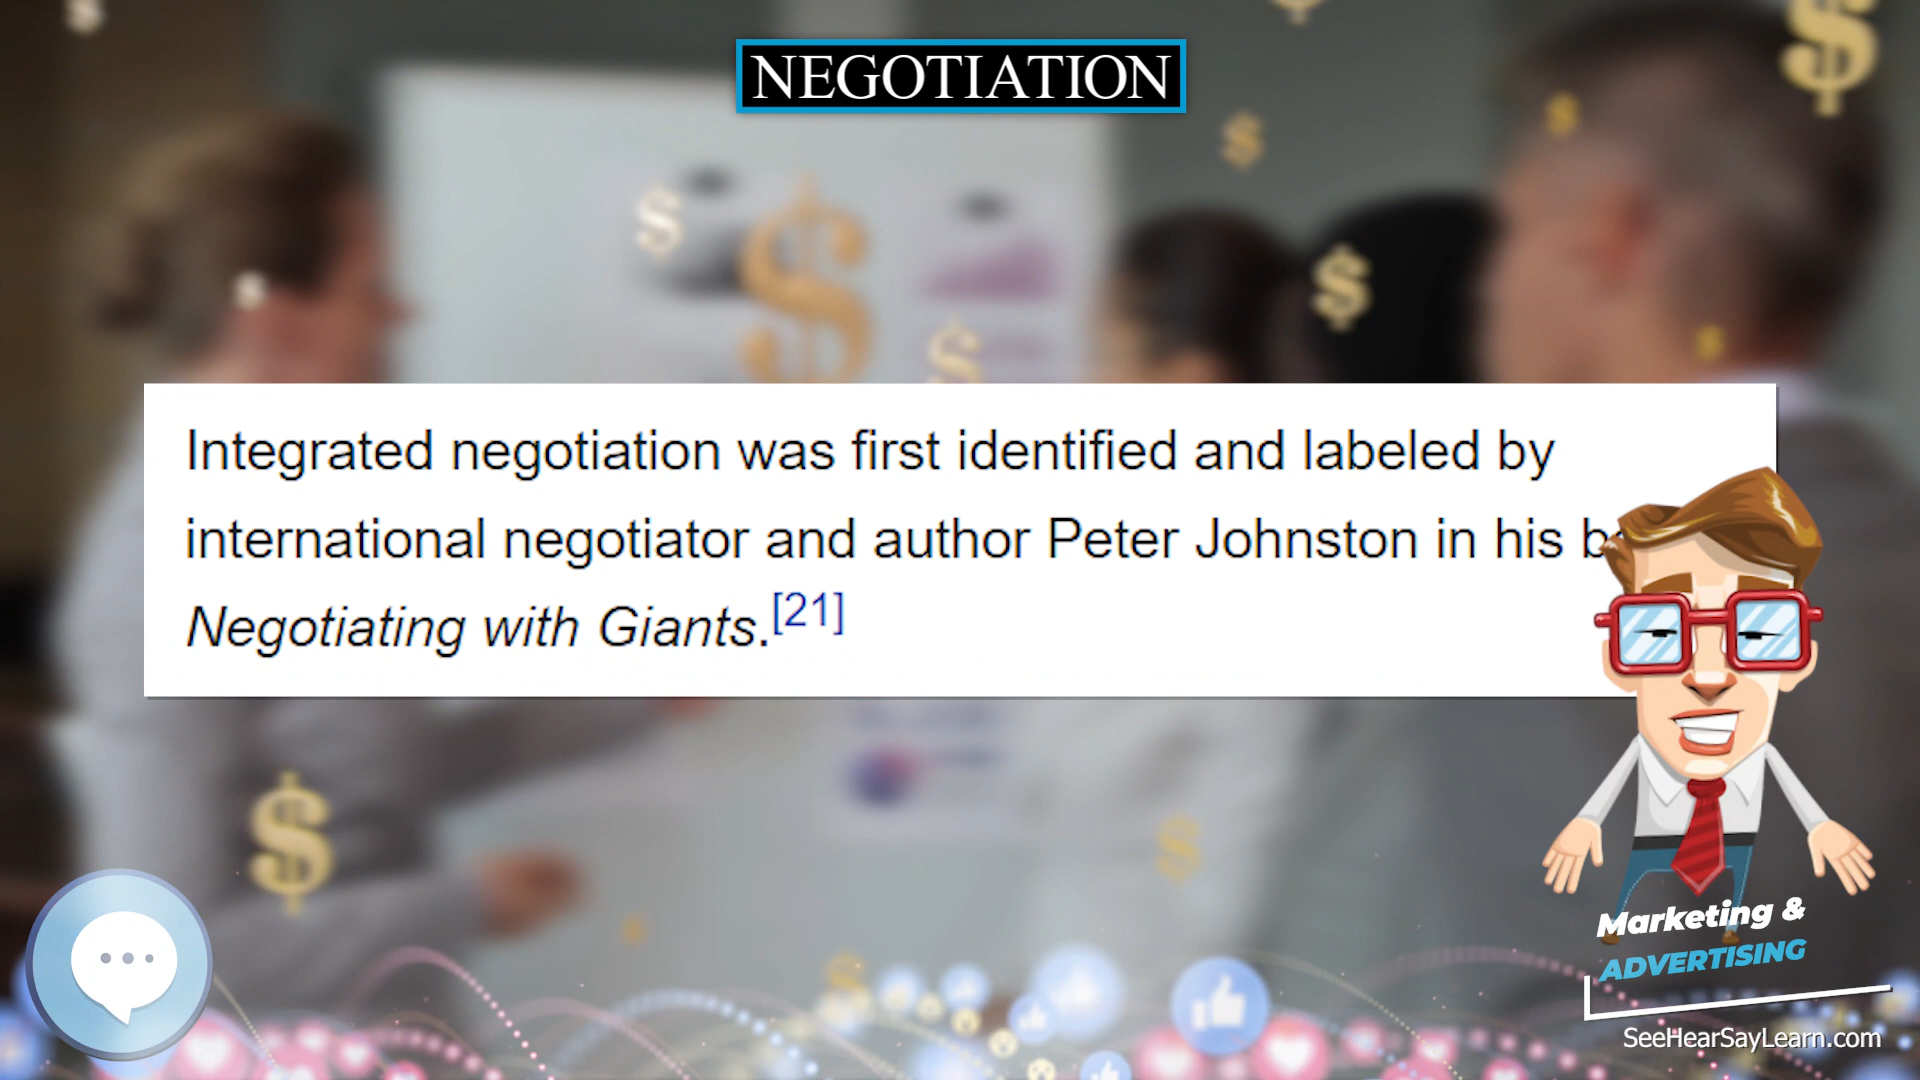 NEGOTIATION
Integrated negotiation was first identified and labeled by
international negotiator and author Peter Johnston in his
Negotiating with Giants.[21]
Marketing &
ADVERTISING
SeeHearSayLearn.com